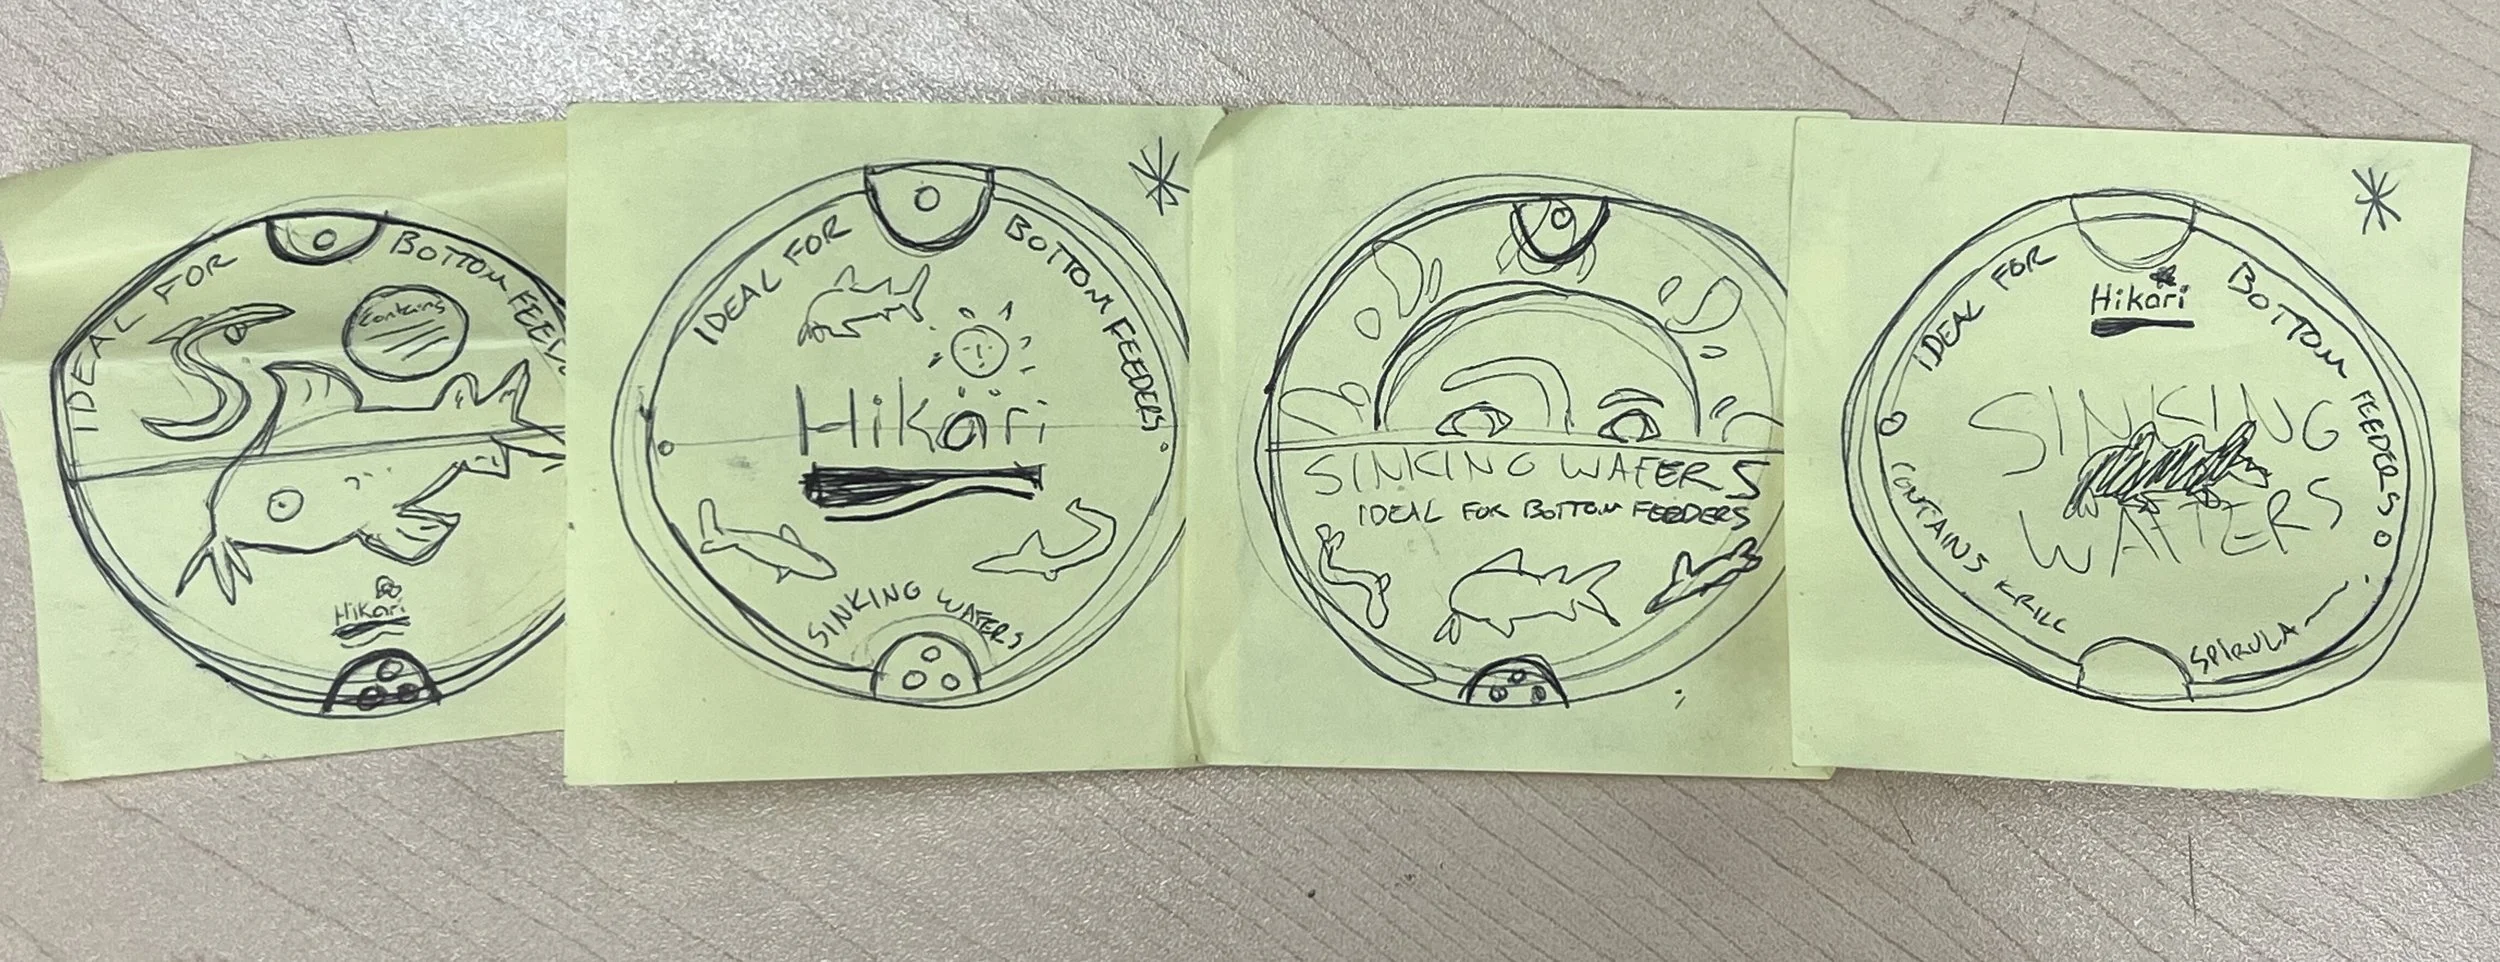 IDEAL FOR
BOTTOM FEED
Contains
Hikari
IDEAL FOR
BOTTOM FEEDERS
Hikari
SINKING WAFERS
SINKING WAFERS
IDEAL FOR BOTTOM FEEDERS
IDEAL FOR
BOTTOM FEEDERS
Hikari
SINKING
WAFERS
CONTAINS KRILL
SPIRULA